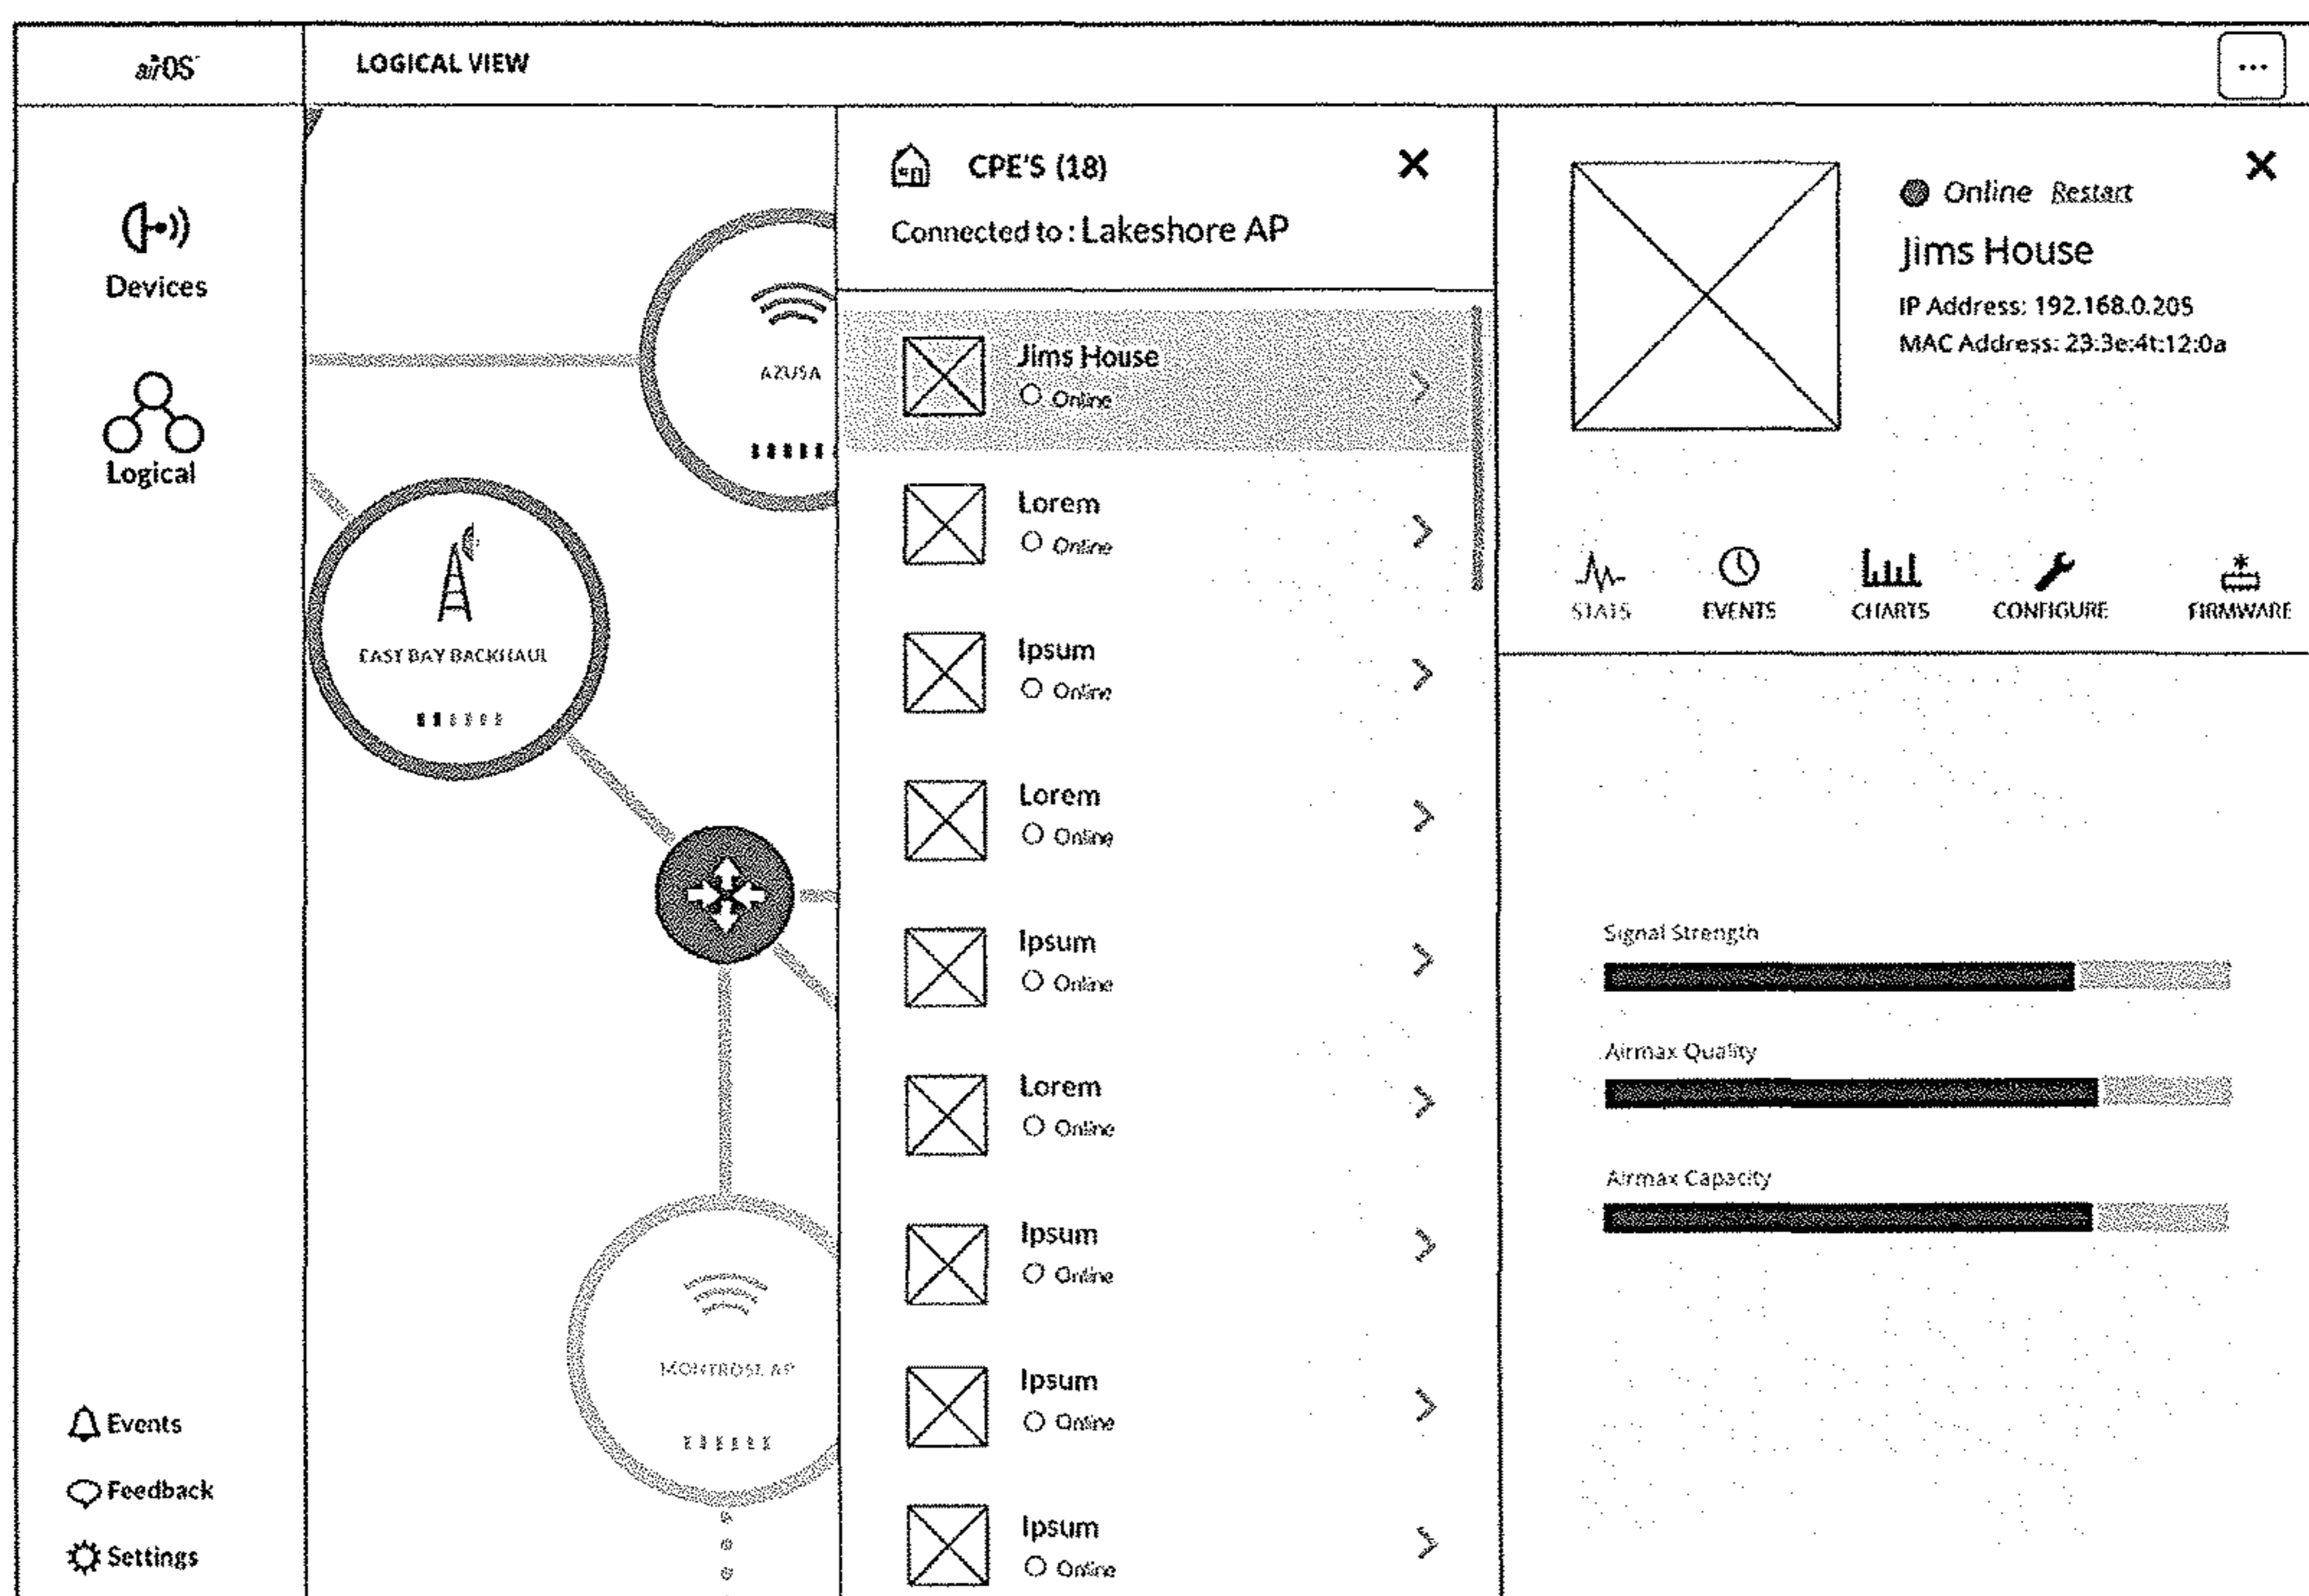 airOS
LOGICAL VIEW
...
Devices
Logical
Events
Feedback
Settings
AZUSA
EAST BAY BACKHAUL
MONTROSE AP
CPE'S (18)
Connected to : Lakeshore AP
Jims House
Online
Lorem
Online
Ipsum
Online
Lorem
Online
Ipsum
Online
Lorem
Online
Ipsum
Online
Ipsum
Online
Ipsum
Online
Online Restart
Jims House
IP Address: 192.168.0.205
MAC Address: 23:3e:4t:12:0a
STATS
EVENTS
CHARTS
CONFIGURE
FIRMWARE
Signal Strength
Airmax Quality
Airmax Capacity